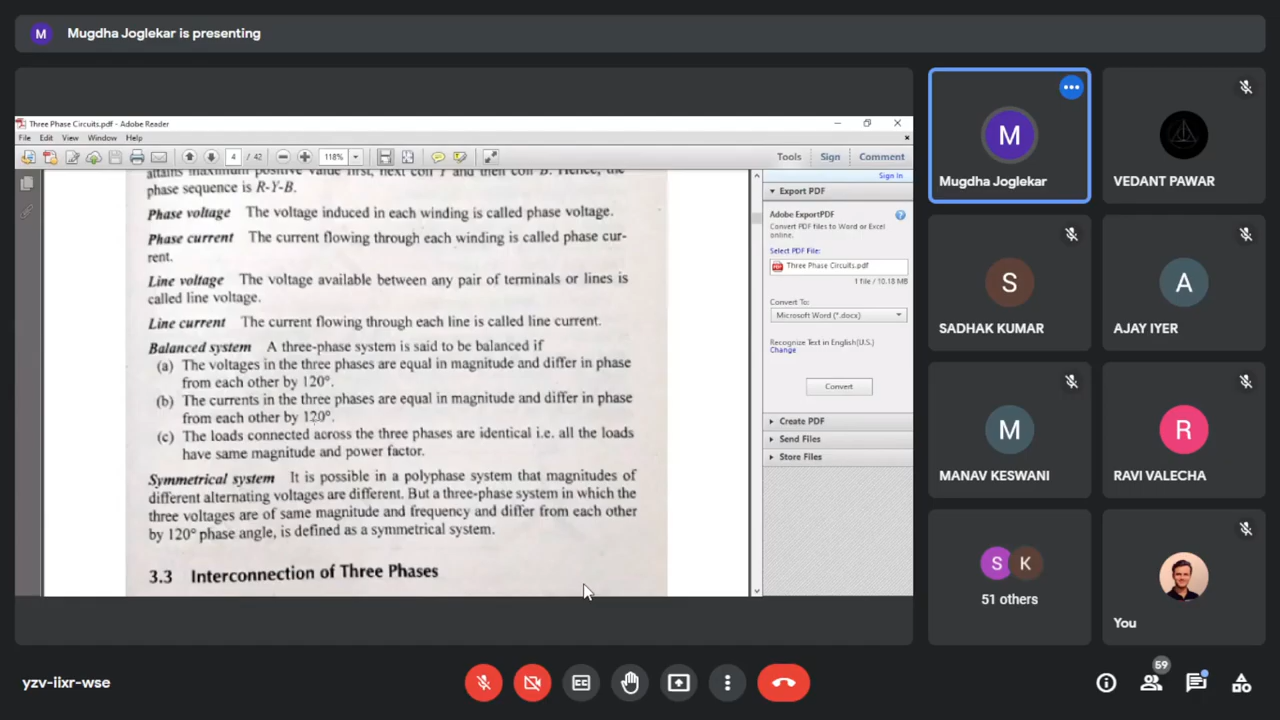 M Mugdha Joglekar is presenting
Three Phase Circuits.pdf - Adobe Reader
File Edit View Window Help
4 / 42 118% Tools Sign Comment
attains maximum positive value first, next coil Y and then coil B. Hence, the
phase sequence is R-Y-B.
Phase voltage The voltage induced in each winding is called phase voltage.
Phase current The current flowing through each winding is called phase cur-
rent.
Line voltage The voltage available between any pair of terminals or lines is
called line voltage.
Line current The current flowing through each line is called line current.
Balanced system A three-phase system is said to be balanced if
(a) The voltages in the three phases are equal in magnitude and differ in phase
from each other by 120°.
(b) The currents in the three phases are equal in magnitude and differ in phase
from each other by 120°.
(c) The loads connected across the three phases are identical i.e. all the loads
have same magnitude and power factor.
Symmetrical system It is possible in a polyphase system that magnitudes of
different alternating voltages are different. But a three-phase system in which the
three voltages are of same magnitude and frequency and differ from each other
by 120° phase angle, is defined as a symmetrical system.
3.3 Interconnection of Three Phases
Sign In
Export PDF
Adobe ExportPDF
Convert PDF files to Word or Excel
online.
Select PDF File:
Three Phase Circuits.pdf
1 file / 10.18 MB
Convert To:
Microsoft Word (*.docx)
Recognize Text in English(U.S.)
Change
Convert
Create PDF
Send Files
Store Files
M
Mugdha Joglekar
VEDANT PAWAR
S
SADHAK KUMAR
A
AJAY IYER
M
MANAV KESWANI
R
RAVI VALECHA
S K
51 others
You
yzv-iixr-wse
59